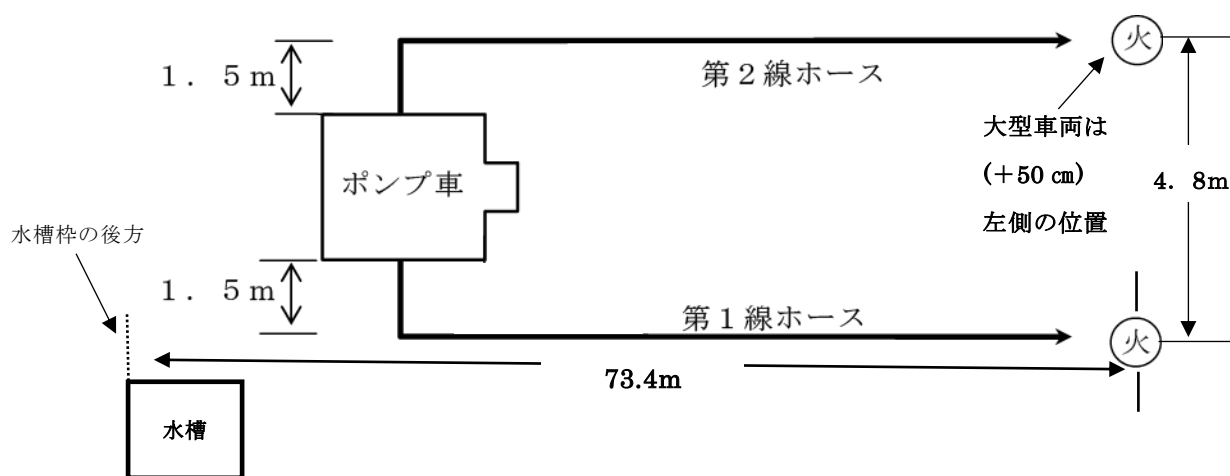 火
1. 5m
第2線ホース
大型車両は
(+50 ㎝)
左側の位置
4. 8m
ポンプ車
水槽枠の後方
1. 5m
第1線ホース
火
73.4m
水槽